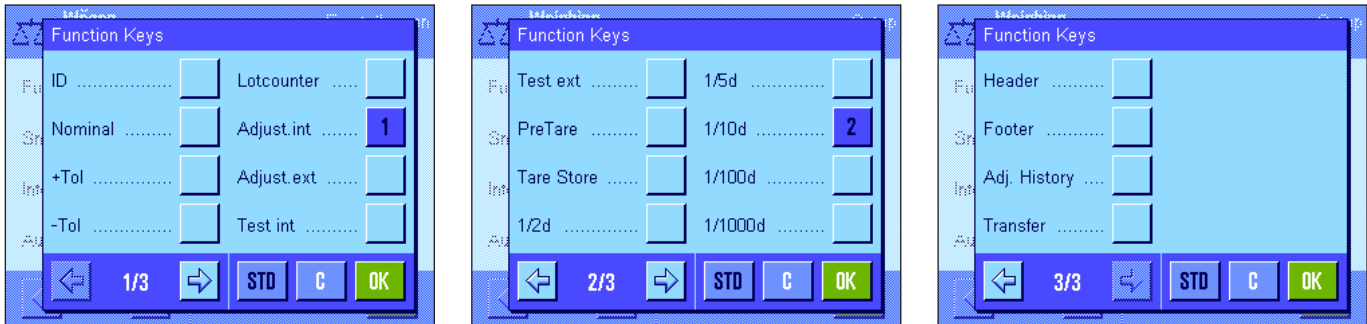 Function Keys
ID ................ Lotcounter .....
Nominal ......... Adjust.int ....... 1
+Tol .............. Adjust.ext ......
-Tol .............. Test int ..........
1/3 STD C OK
Function Keys
Test ext ........ 1/5d ...............
PreTare ......... 1/10d ............. 2
Tare Store ...... 1/100d ...........
1/2d ............. 1/1000d .........
2/3 STD C OK
Function Keys
Header ..........
Footer ...........
Adj. History ....
Transfer .........
3/3 STD C OK